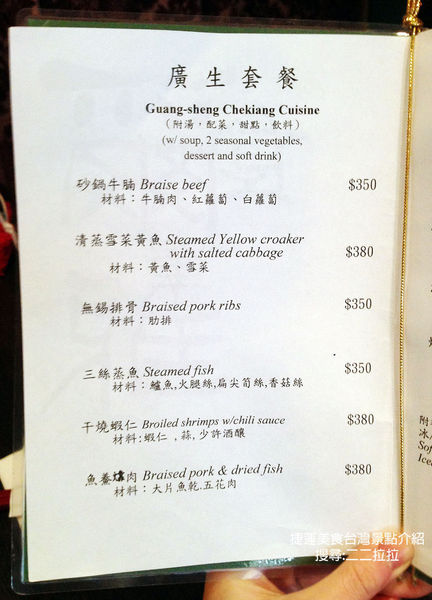 廣生套餐
Guang-sheng Chekiang Cuisine
（附湯，配菜，甜點，飲料）
(w/ soup, 2 seasonal vegetables,
dessert and soft drink)
砂鍋牛腩 Braise beef $350
材料：牛腩肉、紅蘿蔔、白蘿蔔
清蒸雪菜黃魚 Steamed Yellow croaker
with salted cabbage $380
材料：黃魚、雪菜
無錫排骨 Braised pork ribs $350
材料：肋排
三絲蒸魚 Steamed fish $350
材料：鱸魚,火腿絲,扁尖筍絲,香菇絲
干燒蝦仁 Broiled shrimps w/chili sauce $380
材料:蝦仁 ,蒜, 少許酒釀
魚鯗㸆肉 Braised pork & dried fish $380
材料：大片魚乾,五花肉
附
冰
Sof
Icea
捷運美食台灣景點介紹
搜尋:二二拉拉